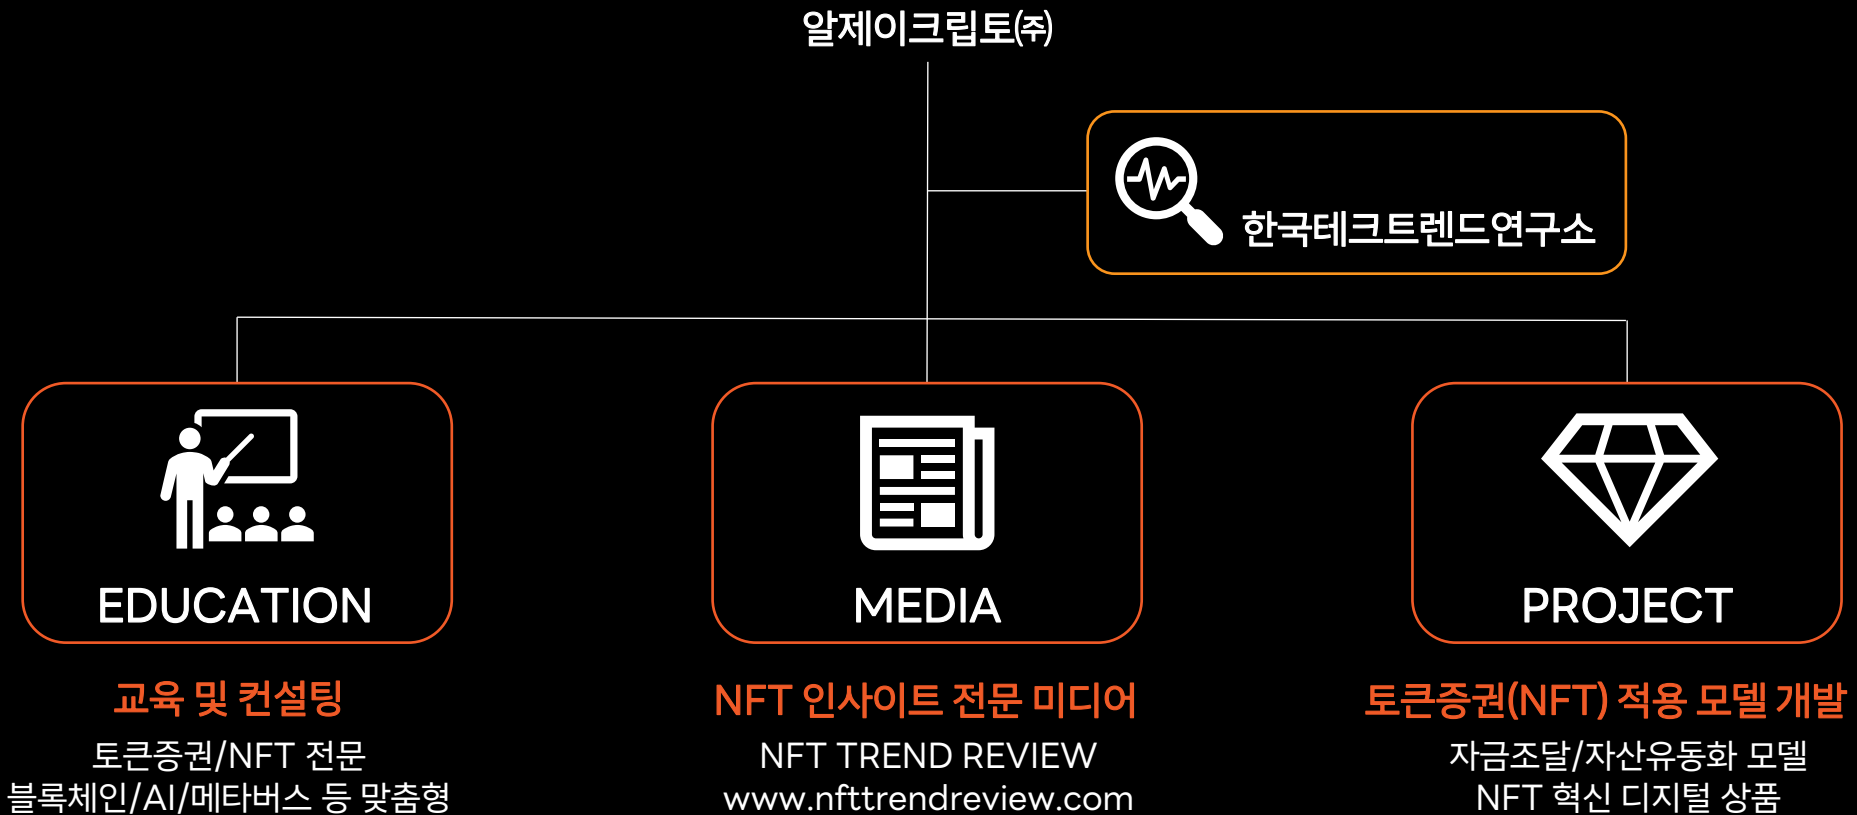 알제이크립토㈜
한국테크트렌드연구소
EDUCATION
교육 및 컨설팅
토큰증권/NFT 전문
블록체인/AI/메타버스 등 맞춤형
MEDIA
NFT 인사이트 전문 미디어
NFT TREND REVIEW
www.nfttrendreview.com
PROJECT
토큰증권(NFT) 적용 모델 개발
자금조달/자산유동화 모델
NFT 혁신 디지털 상품